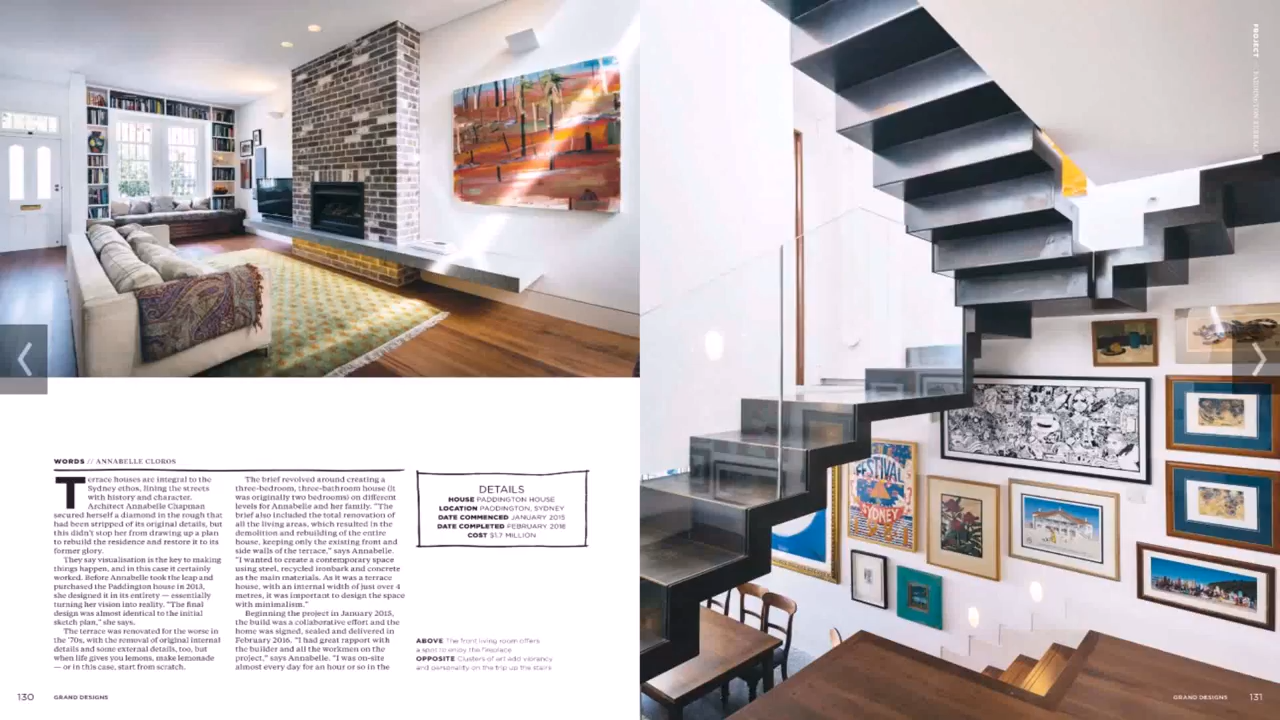 PROJECT
WORDS // ANNABELLE CLOROS
Terrace houses are integral to the
Sydney ethos, lining the streets
with history and character.
Architect Annabelle Chapman
secured herself a diamond in the rough that
had been stripped of its original details, but
this didn't stop her from drawing up a plan
to rebuild the residence and restore it to its
former glory.
They say visualisation is the key to making
things happen, and in this case it certainly
worked. Before Annabelle took the leap and
purchased the Paddington house in 2013,
she designed it in its entirety — essentially
turning her vision into reality. "The final
design was almost identical to the initial
sketch plan," she says.
The terrace was renovated for the worse in
the '70s, with the removal of original internal
details and some external details, too, but
when life gives you lemons, make lemonade
— or in this case, start from scratch.
The brief revolved around creating a
three-bedroom, three-bathroom house (it
was originally two bedrooms) on different
levels for Annabelle and her family. "The
brief also included the total renovation of
all the living areas, which resulted in the
demolition and rebuilding of the entire
house, keeping only the existing front and
side walls of the terrace," says Annabelle.
"I wanted to create a contemporary space
using steel, recycled ironbark and concrete
as the main materials. As it was a terrace
house, with an internal width of just over 4
metres, it was important to design the space
with minimalism."
Beginning the project in January 2015,
the build was a collaborative effort and the
home was signed, sealed and delivered in
February 2016. "I had great rapport with
the builder and all the workmen on the
project," says Annabelle. "I was on-site
almost every day for an hour or so in the
DETAILS
HOUSE PADDINGTON HOUSE
LOCATION PADDINGTON, SYDNEY
DATE COMMENCED JANUARY 2015
DATE COMPLETED FEBRUARY 2016
COST $1.7 MILLION
ABOVE The front living room offers
a spot to enjoy the fireplace
OPPOSITE Clusters of art add vibrancy
and personality on the trip up the stairs
FESTIVAL
SYDNEY
130 GRAND DESIGNS
GRAND DESIGNS 131